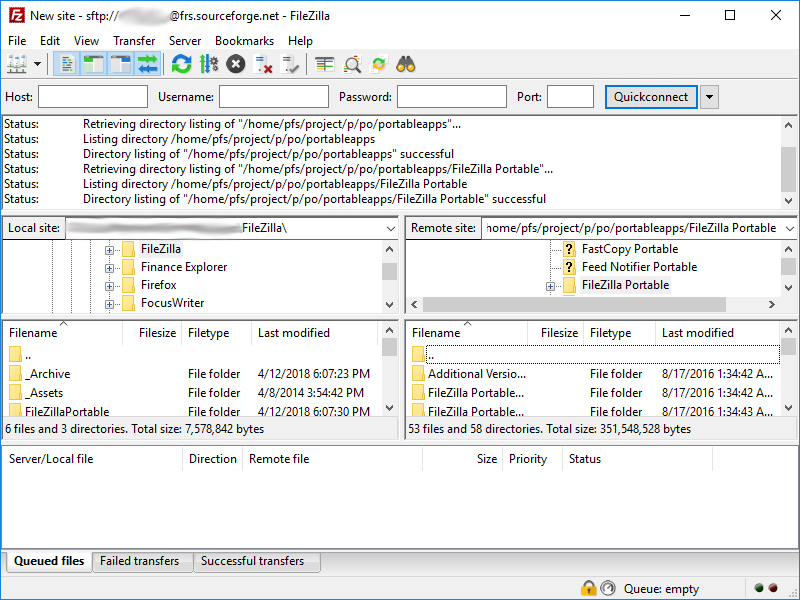 New site - sftp:// @frs.sourceforge.net - FileZilla
File Edit View Transfer Server Bookmarks Help
Host: Username: Password: Port: Quickconnect
Status: Retrieving directory listing of "/home/pfs/project/p/po/portableapps"...
Status: Listing directory /home/pfs/project/p/po/portableapps
Status: Directory listing of "/home/pfs/project/p/po/portableapps" successful
Status: Retrieving directory listing of "/home/pfs/project/p/po/portableapps/FileZilla Portable"...
Status: Listing directory /home/pfs/project/p/po/portableapps/FileZilla Portable
Status: Directory listing of "/home/pfs/project/p/po/portableapps/FileZilla Portable" successful
Local site: FileZilla\
FileZilla
Finance Explorer
Firefox
FocusWriter
Filename Filesize Filetype Last modified
..
_Archive File folder 4/12/2018 6:07:23 PM
_Assets File folder 4/8/2014 3:54:42 PM
FileZillaPortable File folder 4/12/2018 6:07:30 PM
6 files and 3 directories. Total size: 7,578,842 bytes
Remote site: home/pfs/project/p/po/portableapps/FileZilla Portable
? FastCopy Portable
? Feed Notifier Portable
FileZilla Portable
Filename Filesize Filetype Last modified
..
Additional Versio... File folder 8/17/2016 1:34:42 A...
FileZilla Portable... File folder 8/17/2016 1:34:42 A...
FileZilla Portable... File folder 8/17/2016 1:34:43 A...
53 files and 58 directories. Total size: 351,548,528 bytes
Server/Local file Direction Remote file Size Priority Status
Queued files Failed transfers Successful transfers
Queue: empty